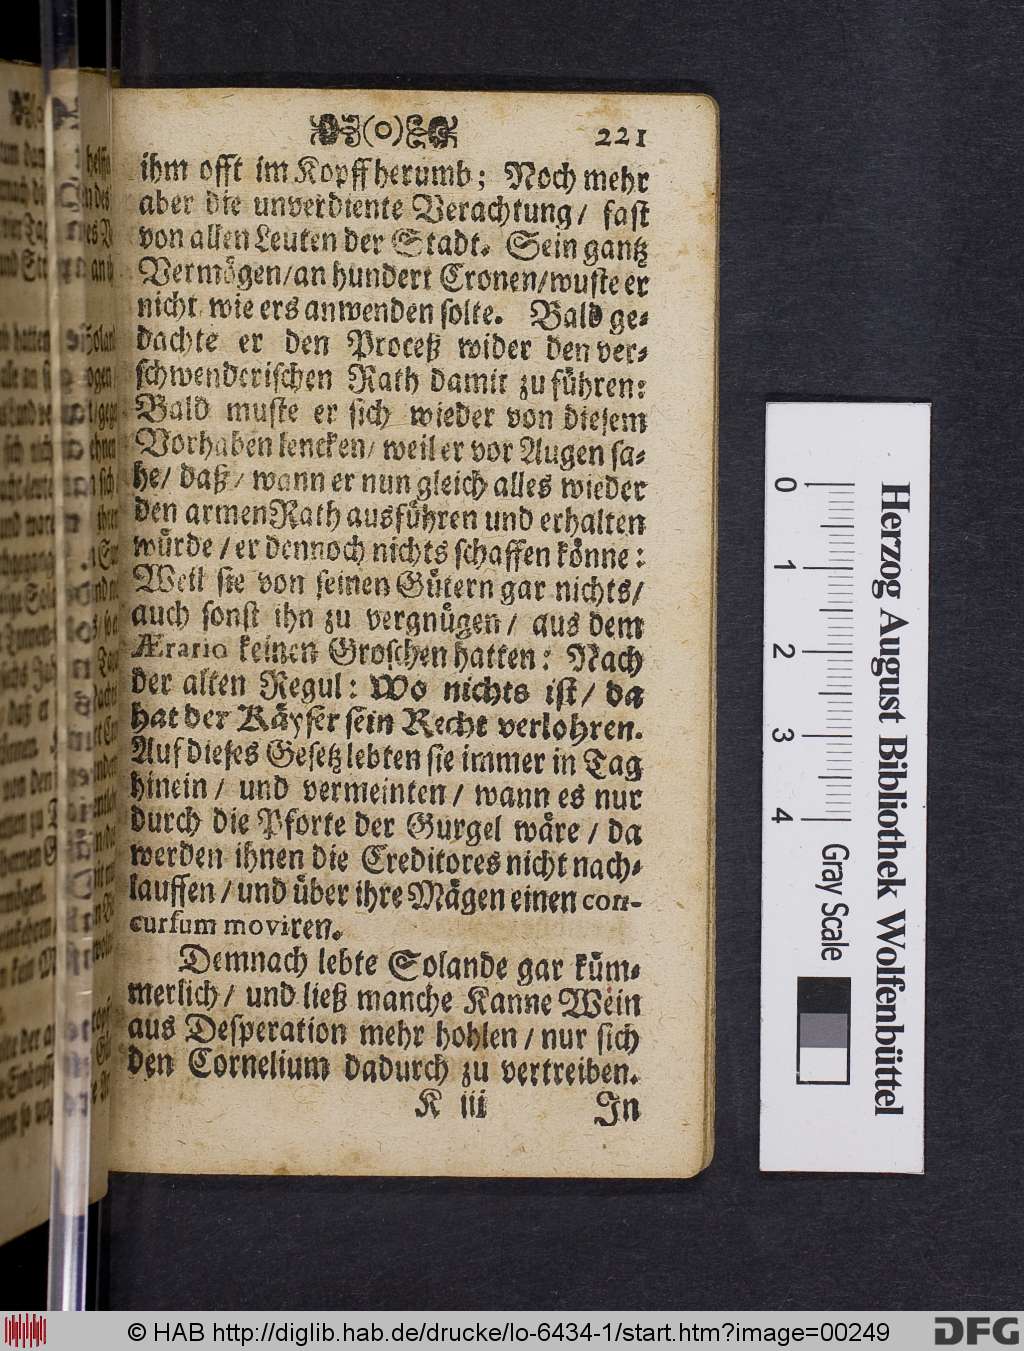 (o) 221
ihm offt im Kopff herumb; Noch mehr
aber die unverdiente Verachtung/ fast
von allen Leuten der Stadt. Sein gantz
Vermögen/an hundert Cronen/wuste er
nicht wie ers anwenden solte. Bald ge-
dachte er den Proceß wider den ver-
schwenderischen Rath damit zu führen:
Bald muste er sich wieder von diesem
Vorhaben lencken/ weil er vor Augen sa-
he/ daß/ wann er nun gleich alles wieder
den armen Rath ausführen und erhalten
würde/er dennoch nichts schaffen könne:
Weil sie von seinen Gütern gar nichts/
auch sonst ihn zu vergnügen/ aus dem
Ærario keinen Groschen hatten: Nach
der alten Regul: Wo nichts ist/ da
hat der Käyser sein Recht verlohren.
Auf dieses Gesetz lebten sie immer in Tag
hinein/ und vermeinten/ wann es nur
durch die Pforte der Gurgel wäre/ da
werden ihnen die Creditores nicht nach-
lauffen/und über ihre Mägen einen con-
cursum moviren.
Demnach lebte Solande gar küm-
merlich/ und ließ manche Kanne Wein
aus Desperation mehr hohlen/nur sich
den Cornelium dadurch zu vertreiben.
K iii In
Herzog August Bibliothek Wolfenbüttel
0 1 2 3 4 Gray Scale
© HAB http://diglib.hab.de/drucke/lo-6434-1/start.htm?image=00249
DFG